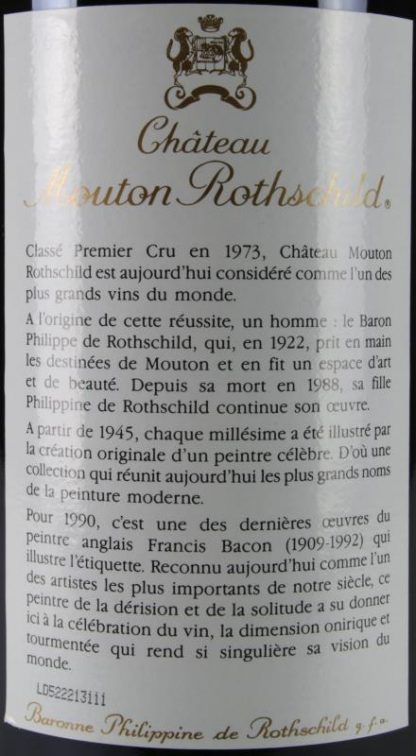 Château
Mouton Rothschild®
Classé Premier Cru en 1973, Château Mouton
Rothschild est aujourd'hui considéré comme l'un des
plus grands vins du monde.
A l'origine de cette réussite, un homme : le Baron
Philippe de Rothschild, qui, en 1922, prit en main
les destinées de Mouton et en fit un espace d'art
et de beauté. Depuis sa mort en 1988, sa fille
Philippine de Rothschild continue son œuvre.
A partir de 1945, chaque millésime a été illustré par
la création originale d'un peintre célèbre. D'où une
collection qui réunit aujourd'hui les plus grands noms
de la peinture moderne.
Pour 1990, c'est une des dernières œuvres du
peintre anglais Francis Bacon (1909-1992) qui
illustre l'étiquette. Reconnu aujourd'hui comme l'un
des artistes les plus importants de notre siècle, ce
peintre de la dérision et de la solitude a su donner
ici à la célébration du vin, la dimension onirique et
tourmentée qui rend si singulière sa vision du
monde.
LD522213111
Baronne Philippine de Rothschild g.f.a.